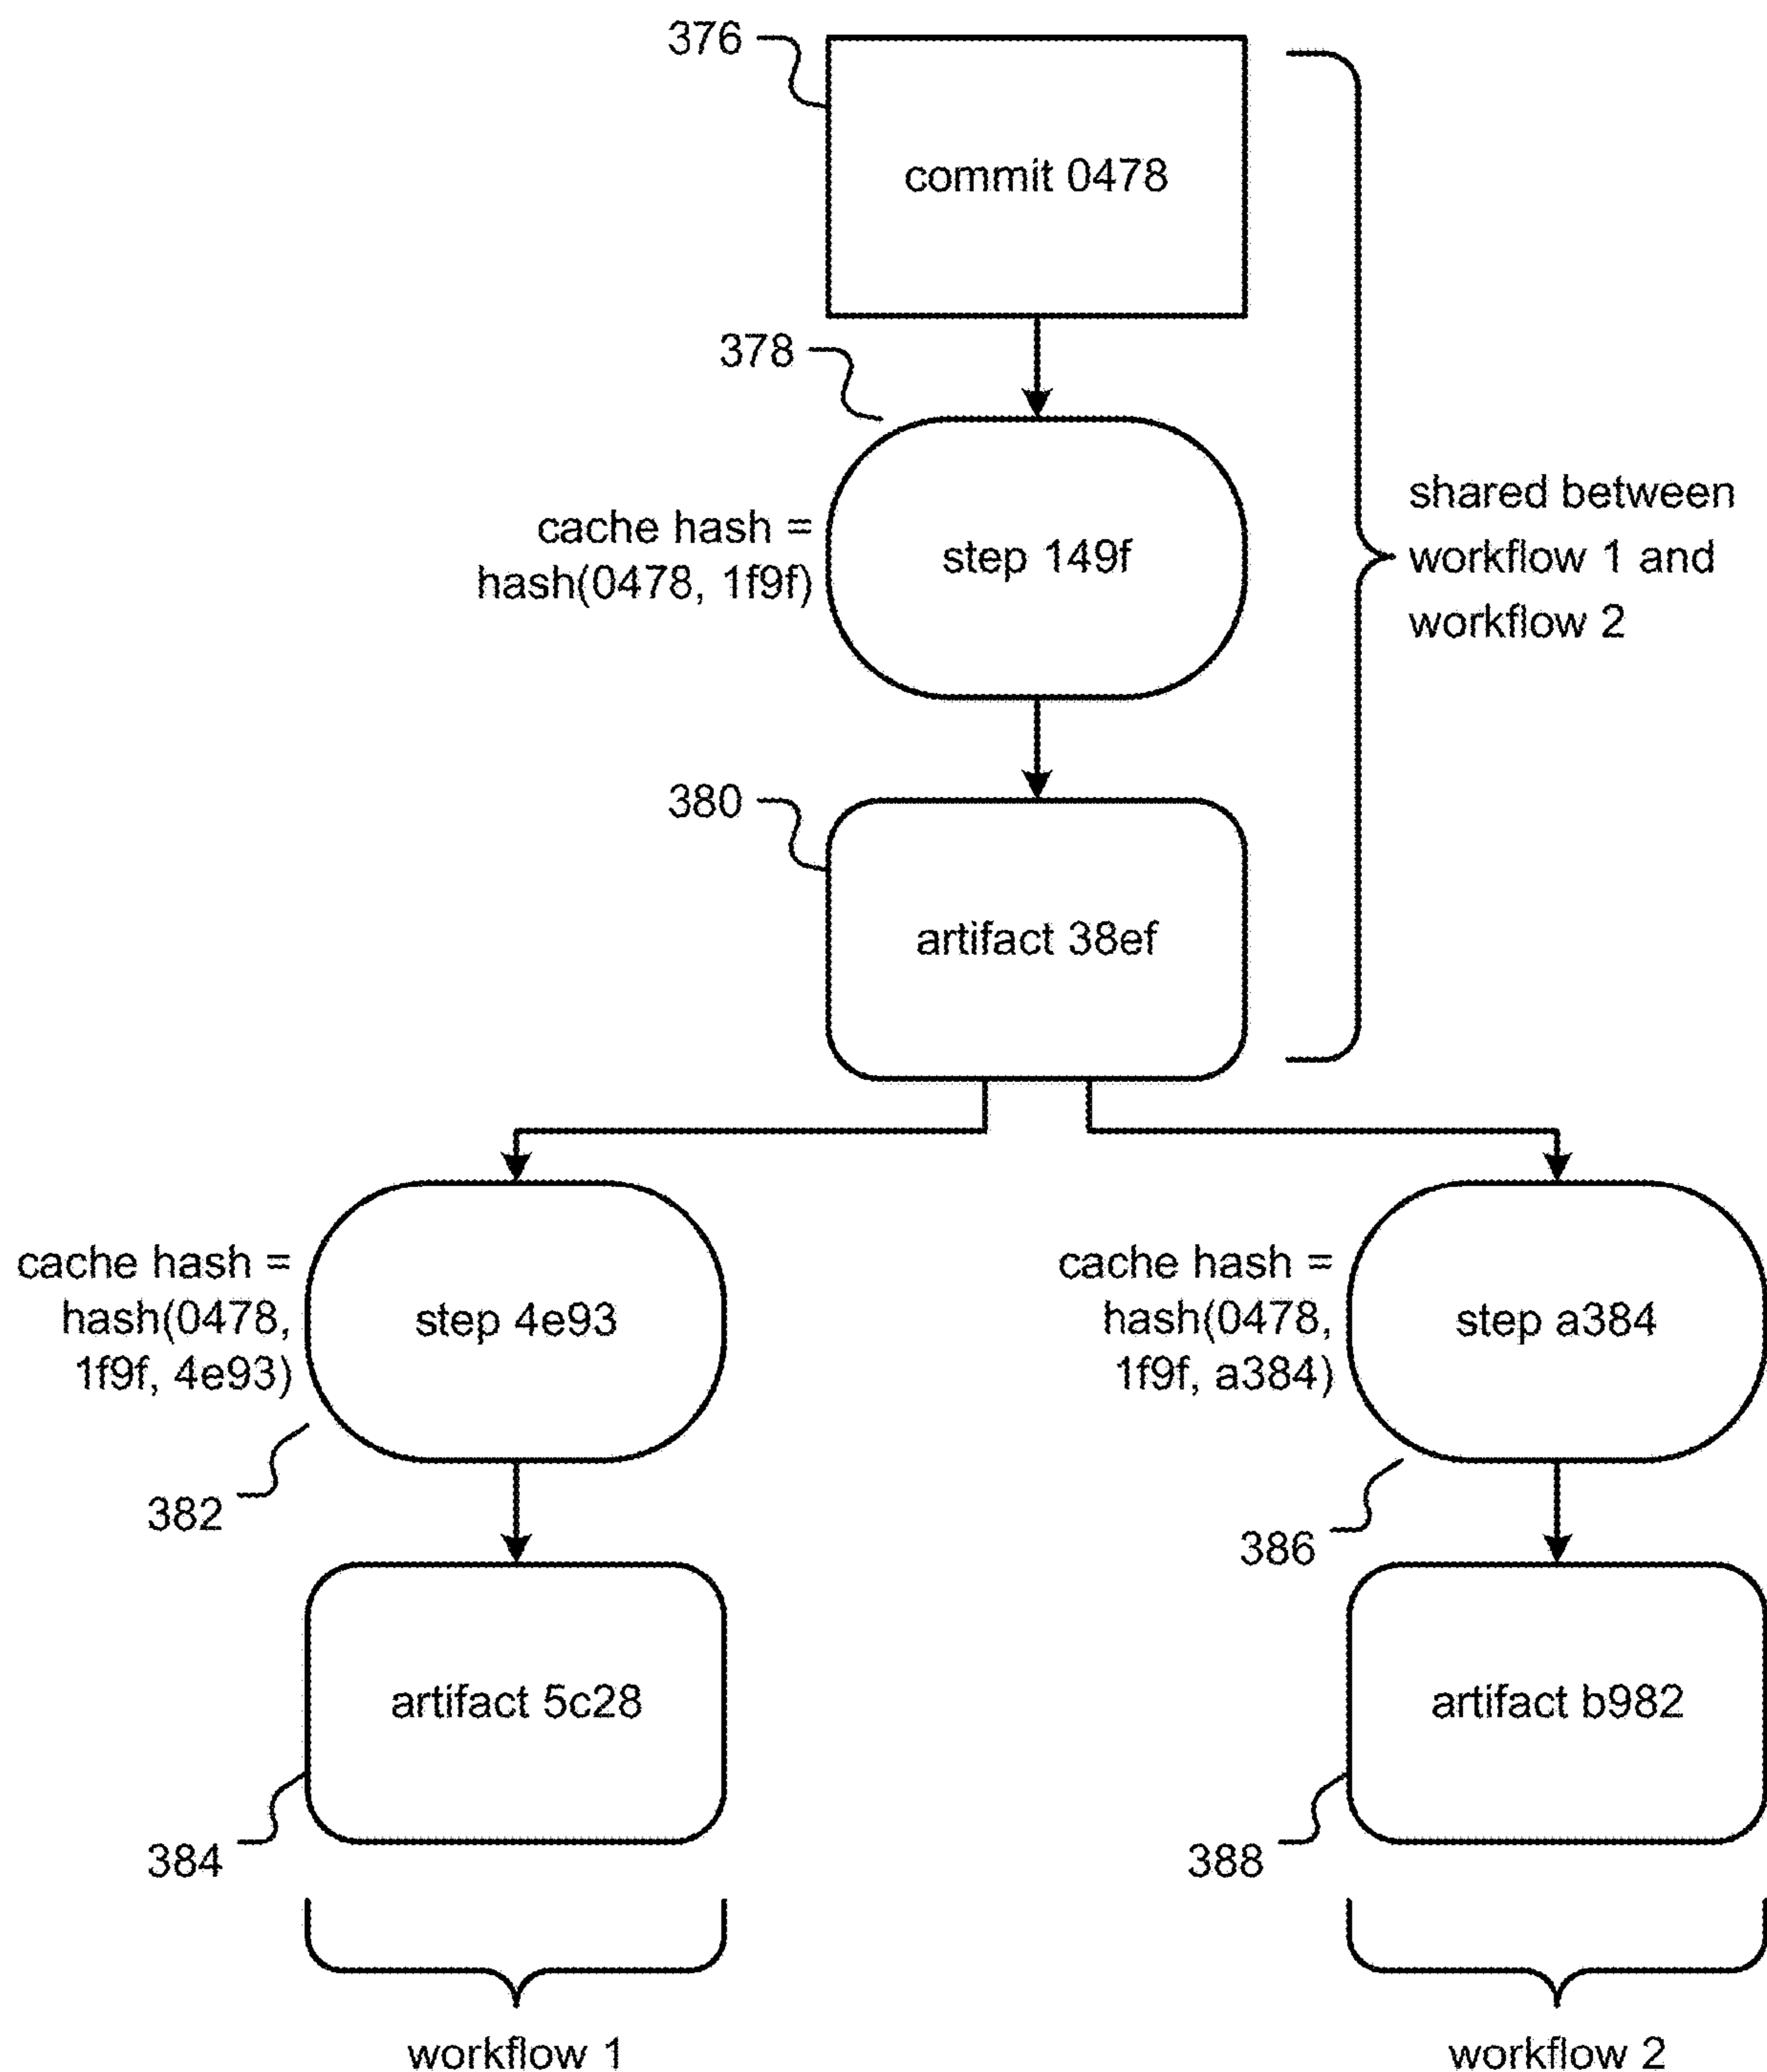 376
commit 0478
378
cache hash =
hash(0478, 1f9f)
step 149f
shared between
workflow 1 and
workflow 2
380
artifact 38ef
cache hash =
hash(0478,
1f9f, 4e93)
step 4e93
382
cache hash =
hash(0478,
1f9f, a384)
step a384
386
artifact 5c28
384
artifact b982
388
workflow 1
workflow 2